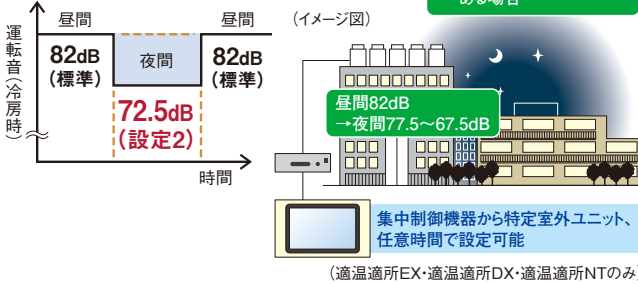 ある場合
昼間
昼間
(イメージ図)
運転音(冷房時)
82dB
(標準)
夜間
82dB
(標準)
72.5dB
(設定2)
時間
昼間82dB
→夜間77.5〜67.5dB
集中制御機器から特定室外ユニット、
任意時間で設定可能
(適温適所EX・適温適所DX・適温適所NTのみ)